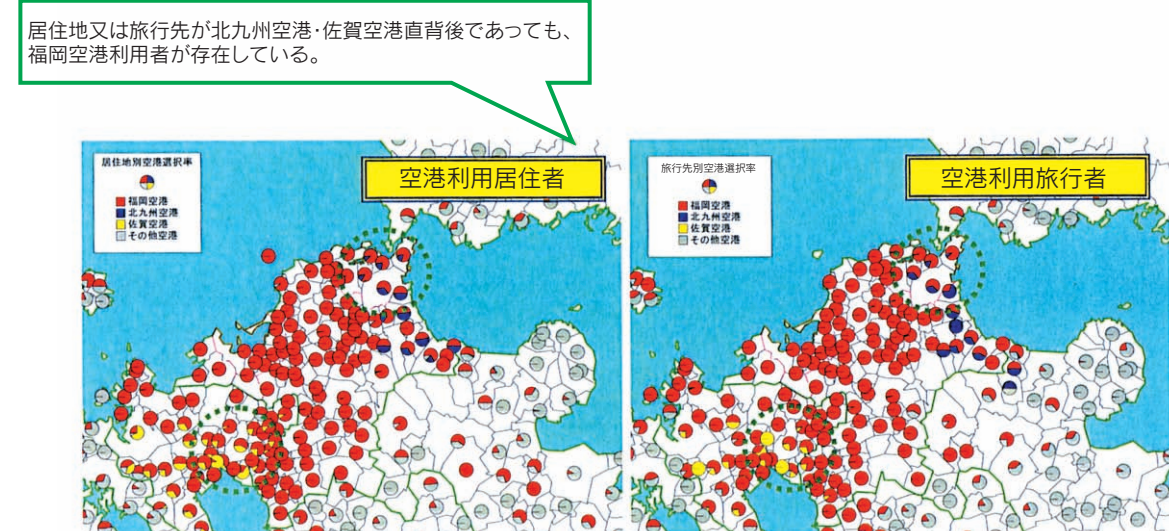 居住地又は旅行先が北九州空港・佐賀空港直背後であっても、
福岡空港利用者が存在している。
居住地別空港選択率
福岡空港
北九州空港
佐賀空港
その他空港
空港利用居住者
旅行先別空港選択率
福岡空港
北九州空港
佐賀空港
その他空港
空港利用旅行者